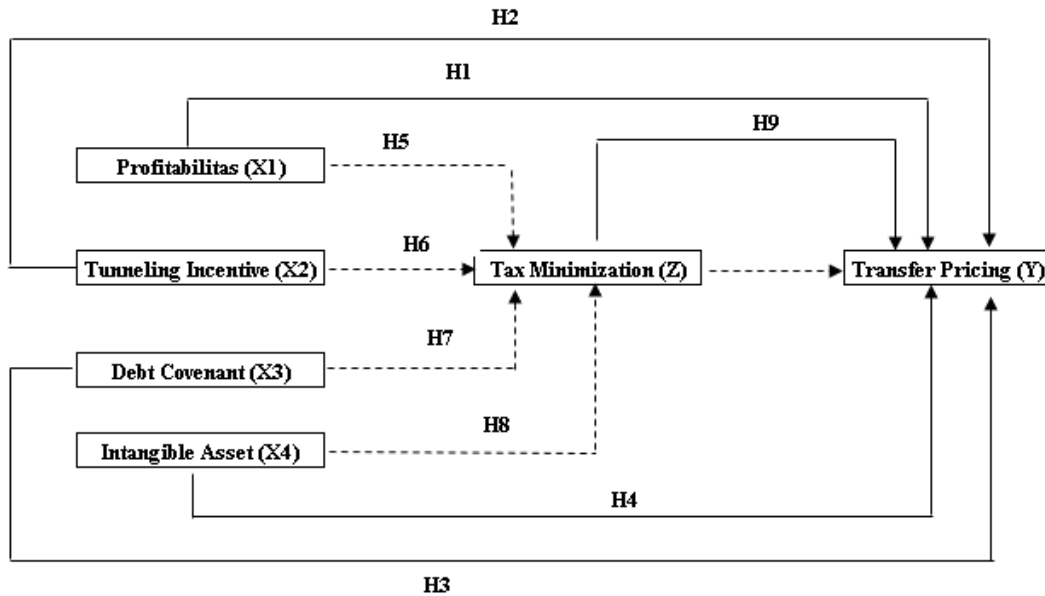 H2
H1
H9
H5
Profitabilitas (X1)
H6
Tunneling Incentive (X2)
Tax Minimization (Z)
Transfer Pricing (Y)
H7
Debt Covenant (X3)
H8
Intangible Asset (X4)
H4
H3